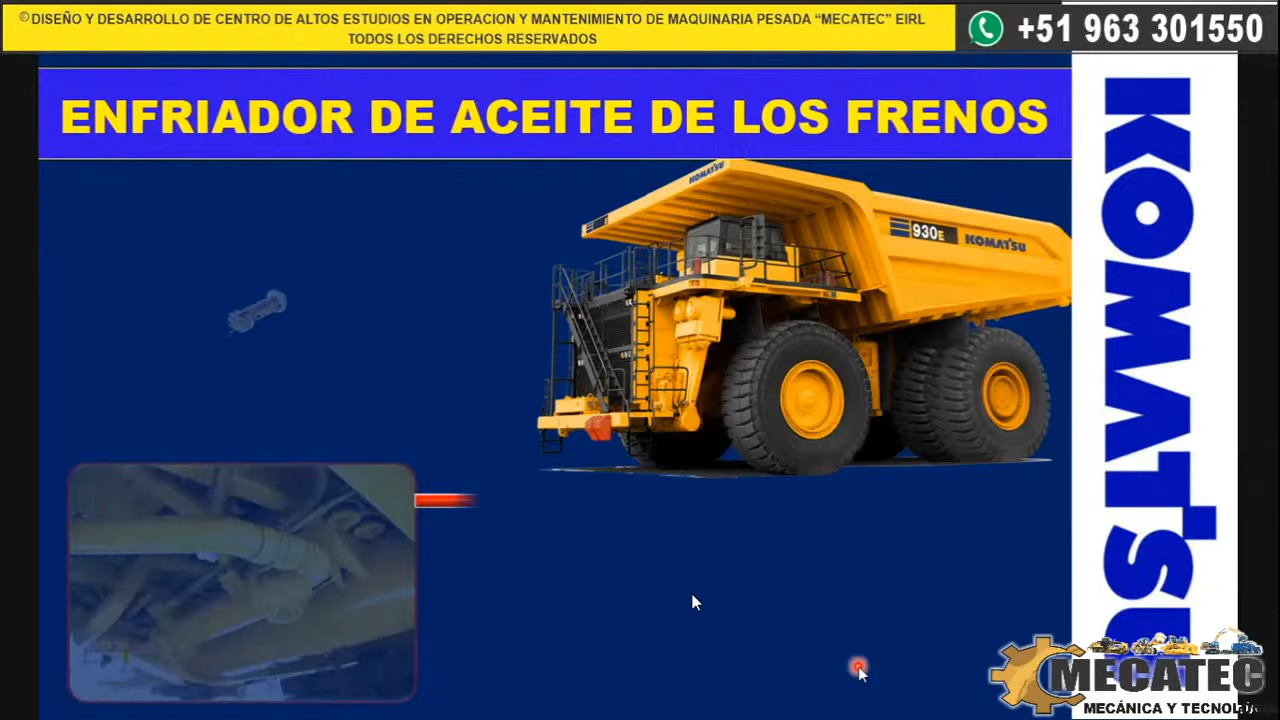 © DISEÑO Y DESARROLLO DE CENTRO DE ALTOS ESTUDIOS EN OPERACION Y MANTENIMIENTO DE MAQUINARIA PESADA “MECATEC” EIRL
TODOS LOS DERECHOS RESERVADOS
+51 963 301550
ENFRIADOR DE ACEITE DE LOS FRENOS
KOMATSU
930E
KOMATSU
KOMATSU
MECATEC
MECÁNICA Y TECNOLOG